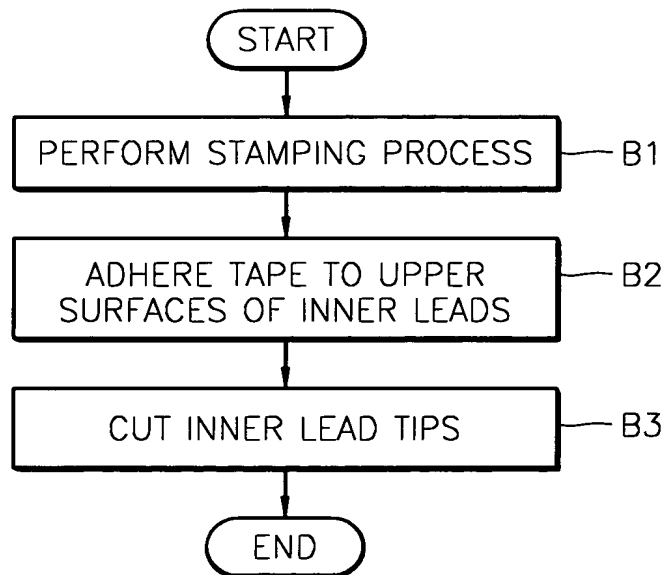 START
PERFORM STAMPING PROCESS
B1
ADHERE TAPE TO UPPER
SURFACES OF INNER LEADS
B2
CUT INNER LEAD TIPS
B3
END